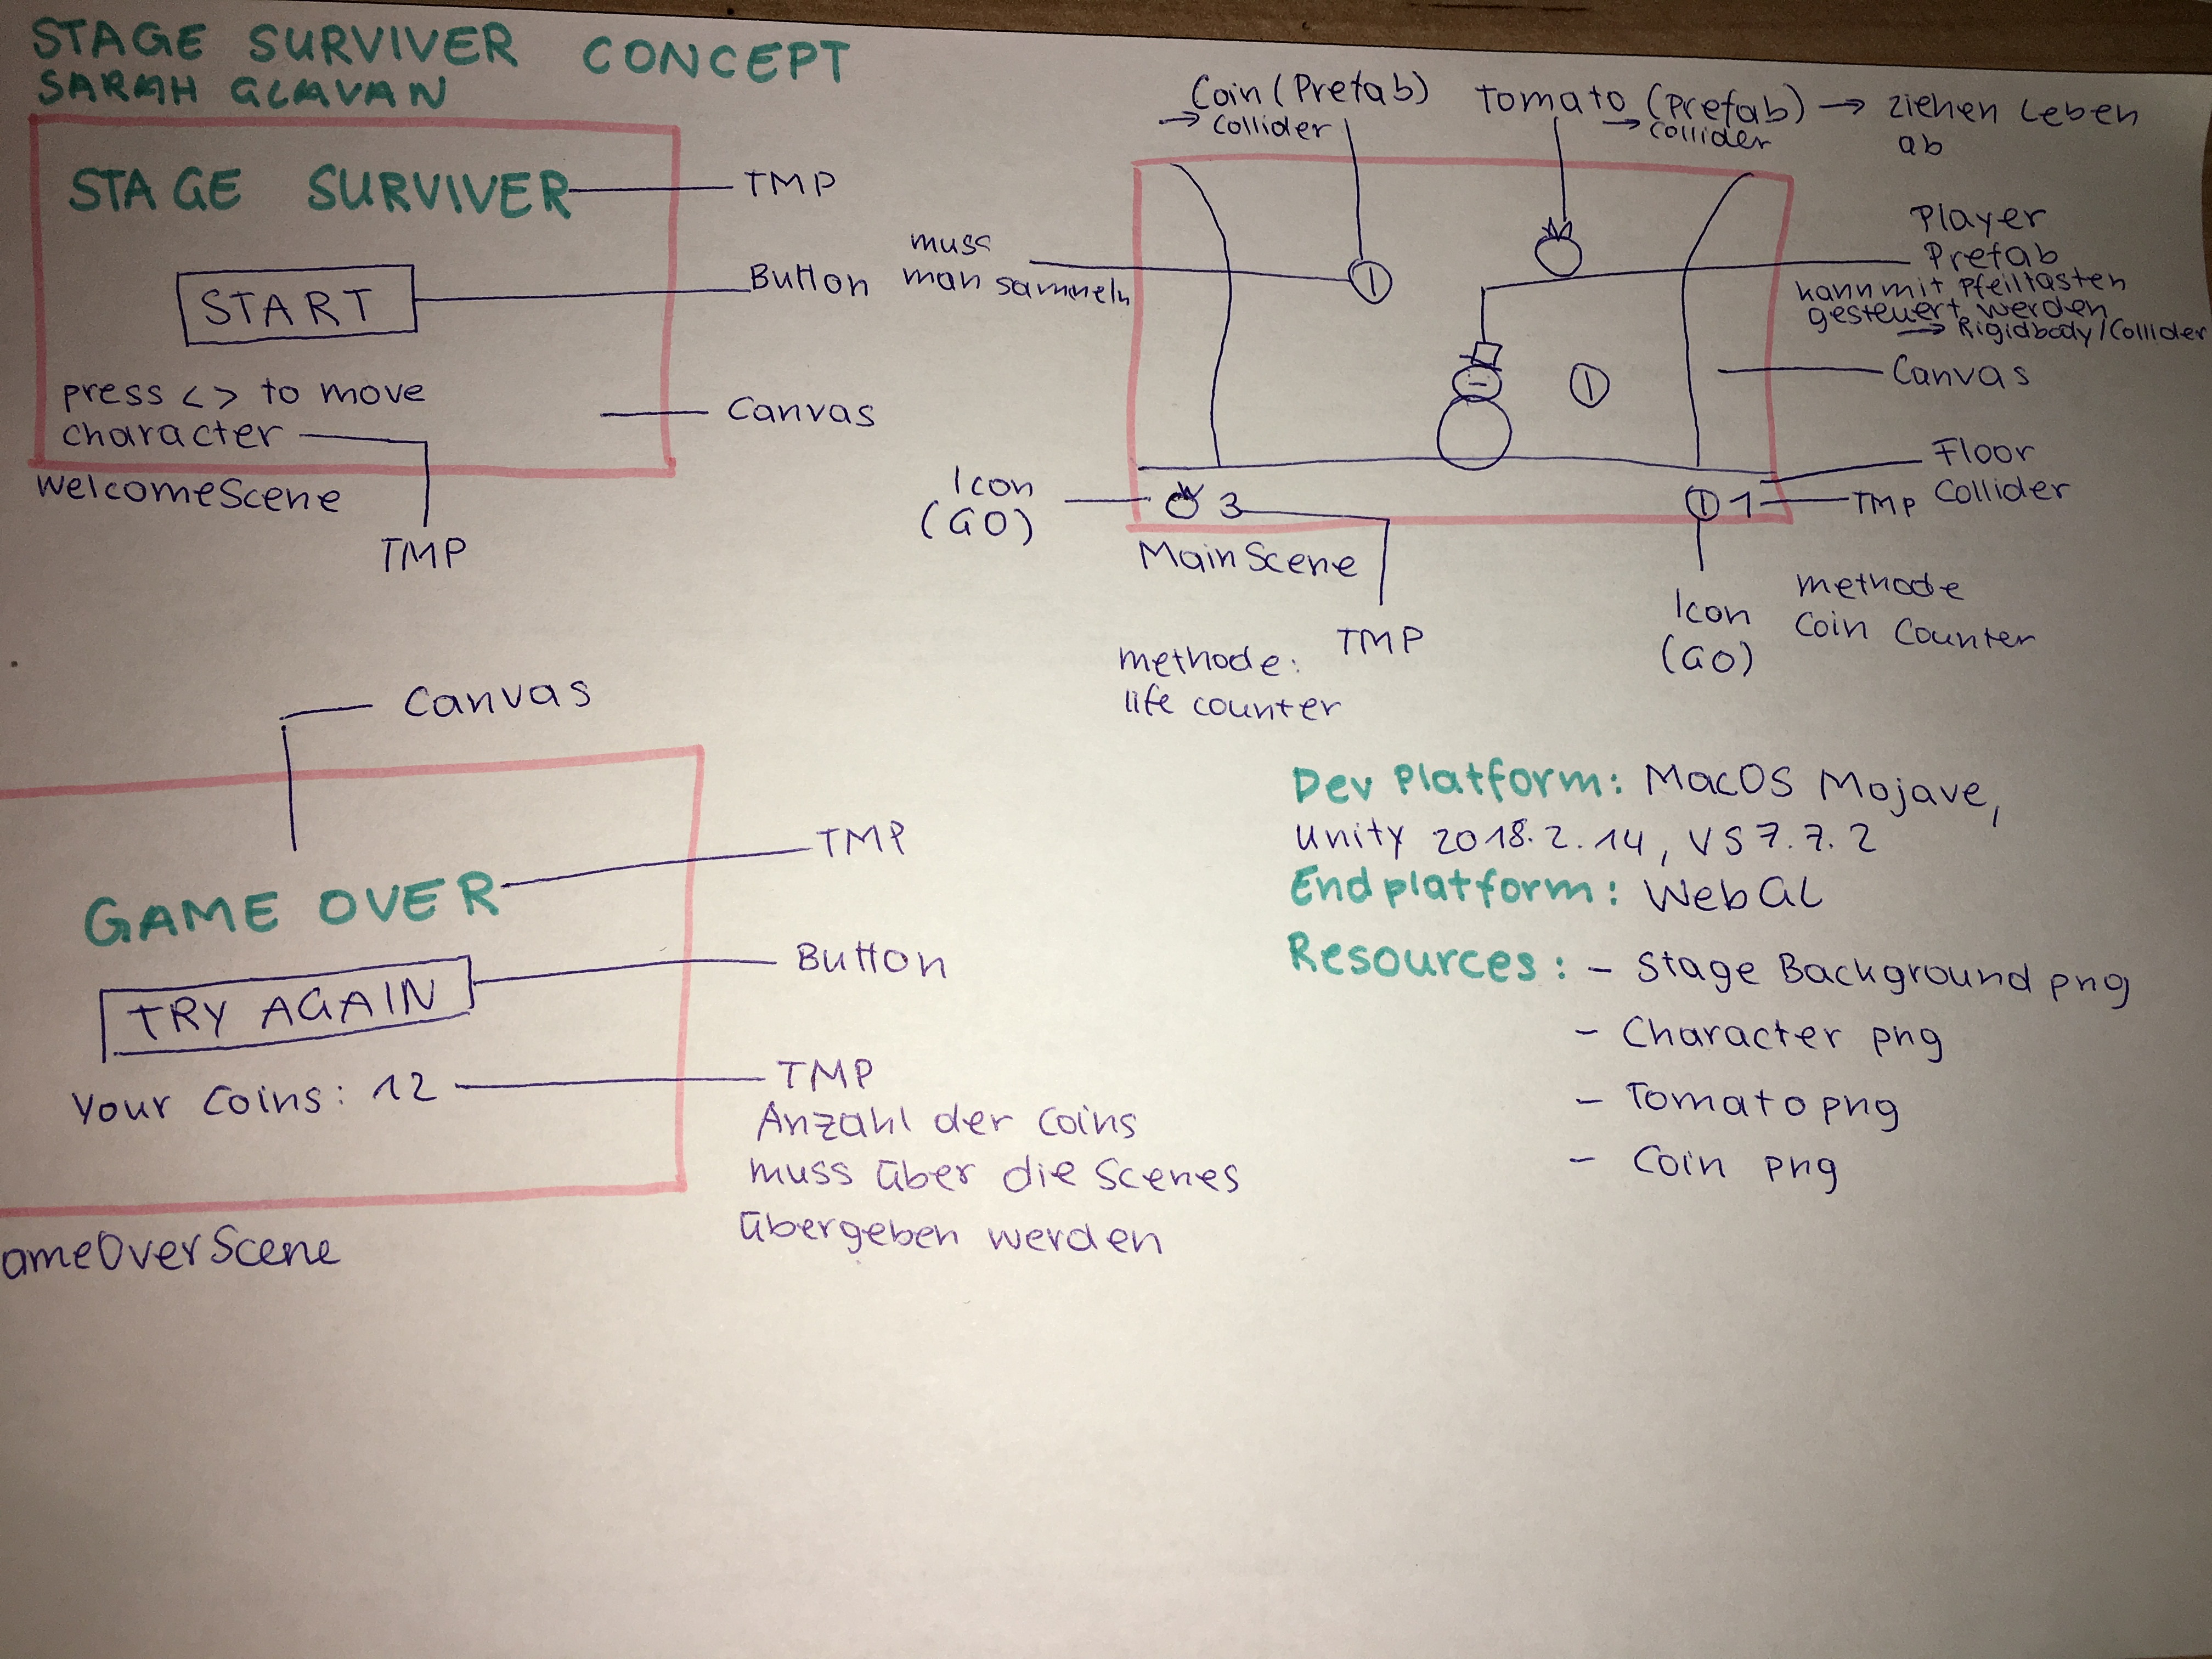 STAGE SURVIVER CONCEPT
SARAH GLAVAN
STAGE SURVIVER
TMP
START
Button
press < > to move
character
Canvas
WelcomeScene
TMP
Coin (Prefab)
→ Collider
Tomato (Prefab) → ziehen Leben
→ Collider
ab
muss
man sammeln
Player
Prefab
kann mit Pfeiltasten
gesteuert werden
→ Rigidbody/Collider
Canvas
Floor
Collider
Icon
(GO)
3
1
TMP
MainScene
TMP
methode:
life counter
Icon
(GO)
methode
Coin Counter
Canvas
GAME OVER
TMP
TRY AGAIN
Button
Your Coins: 12
TMP
Anzahl der Coins
muss über die Scenes
übergeben werden
ameOverScene
Dev Platform: MacOS Mojave,
Unity 2018.2.14, VS 7.7.2
Endplatform: WebGL
Resources: - Stage Background png
- Character png
- Tomato png
- Coin png